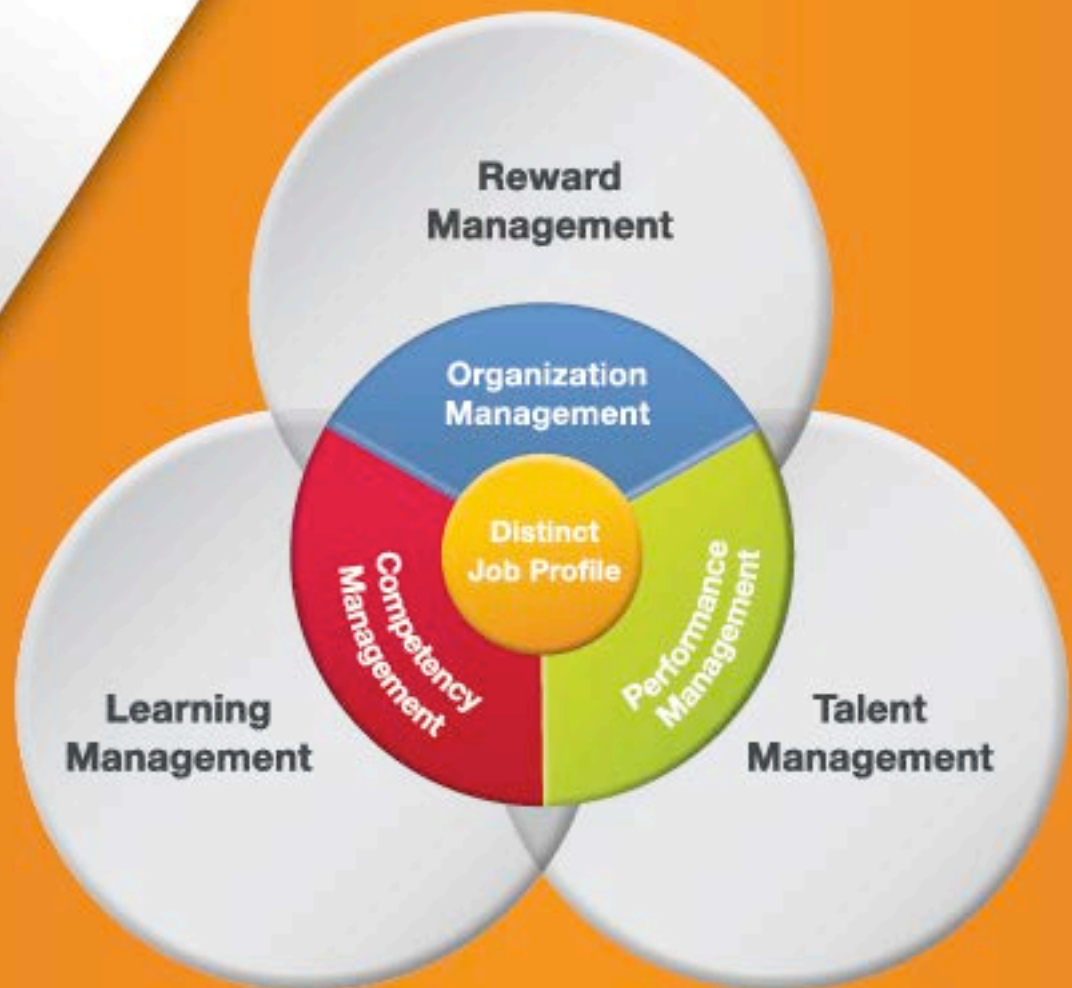 Reward
Management
Organization
Management
Distinct
Job Profile
Competency
Management
Performance
Management
Learning
Management
Talent
Management